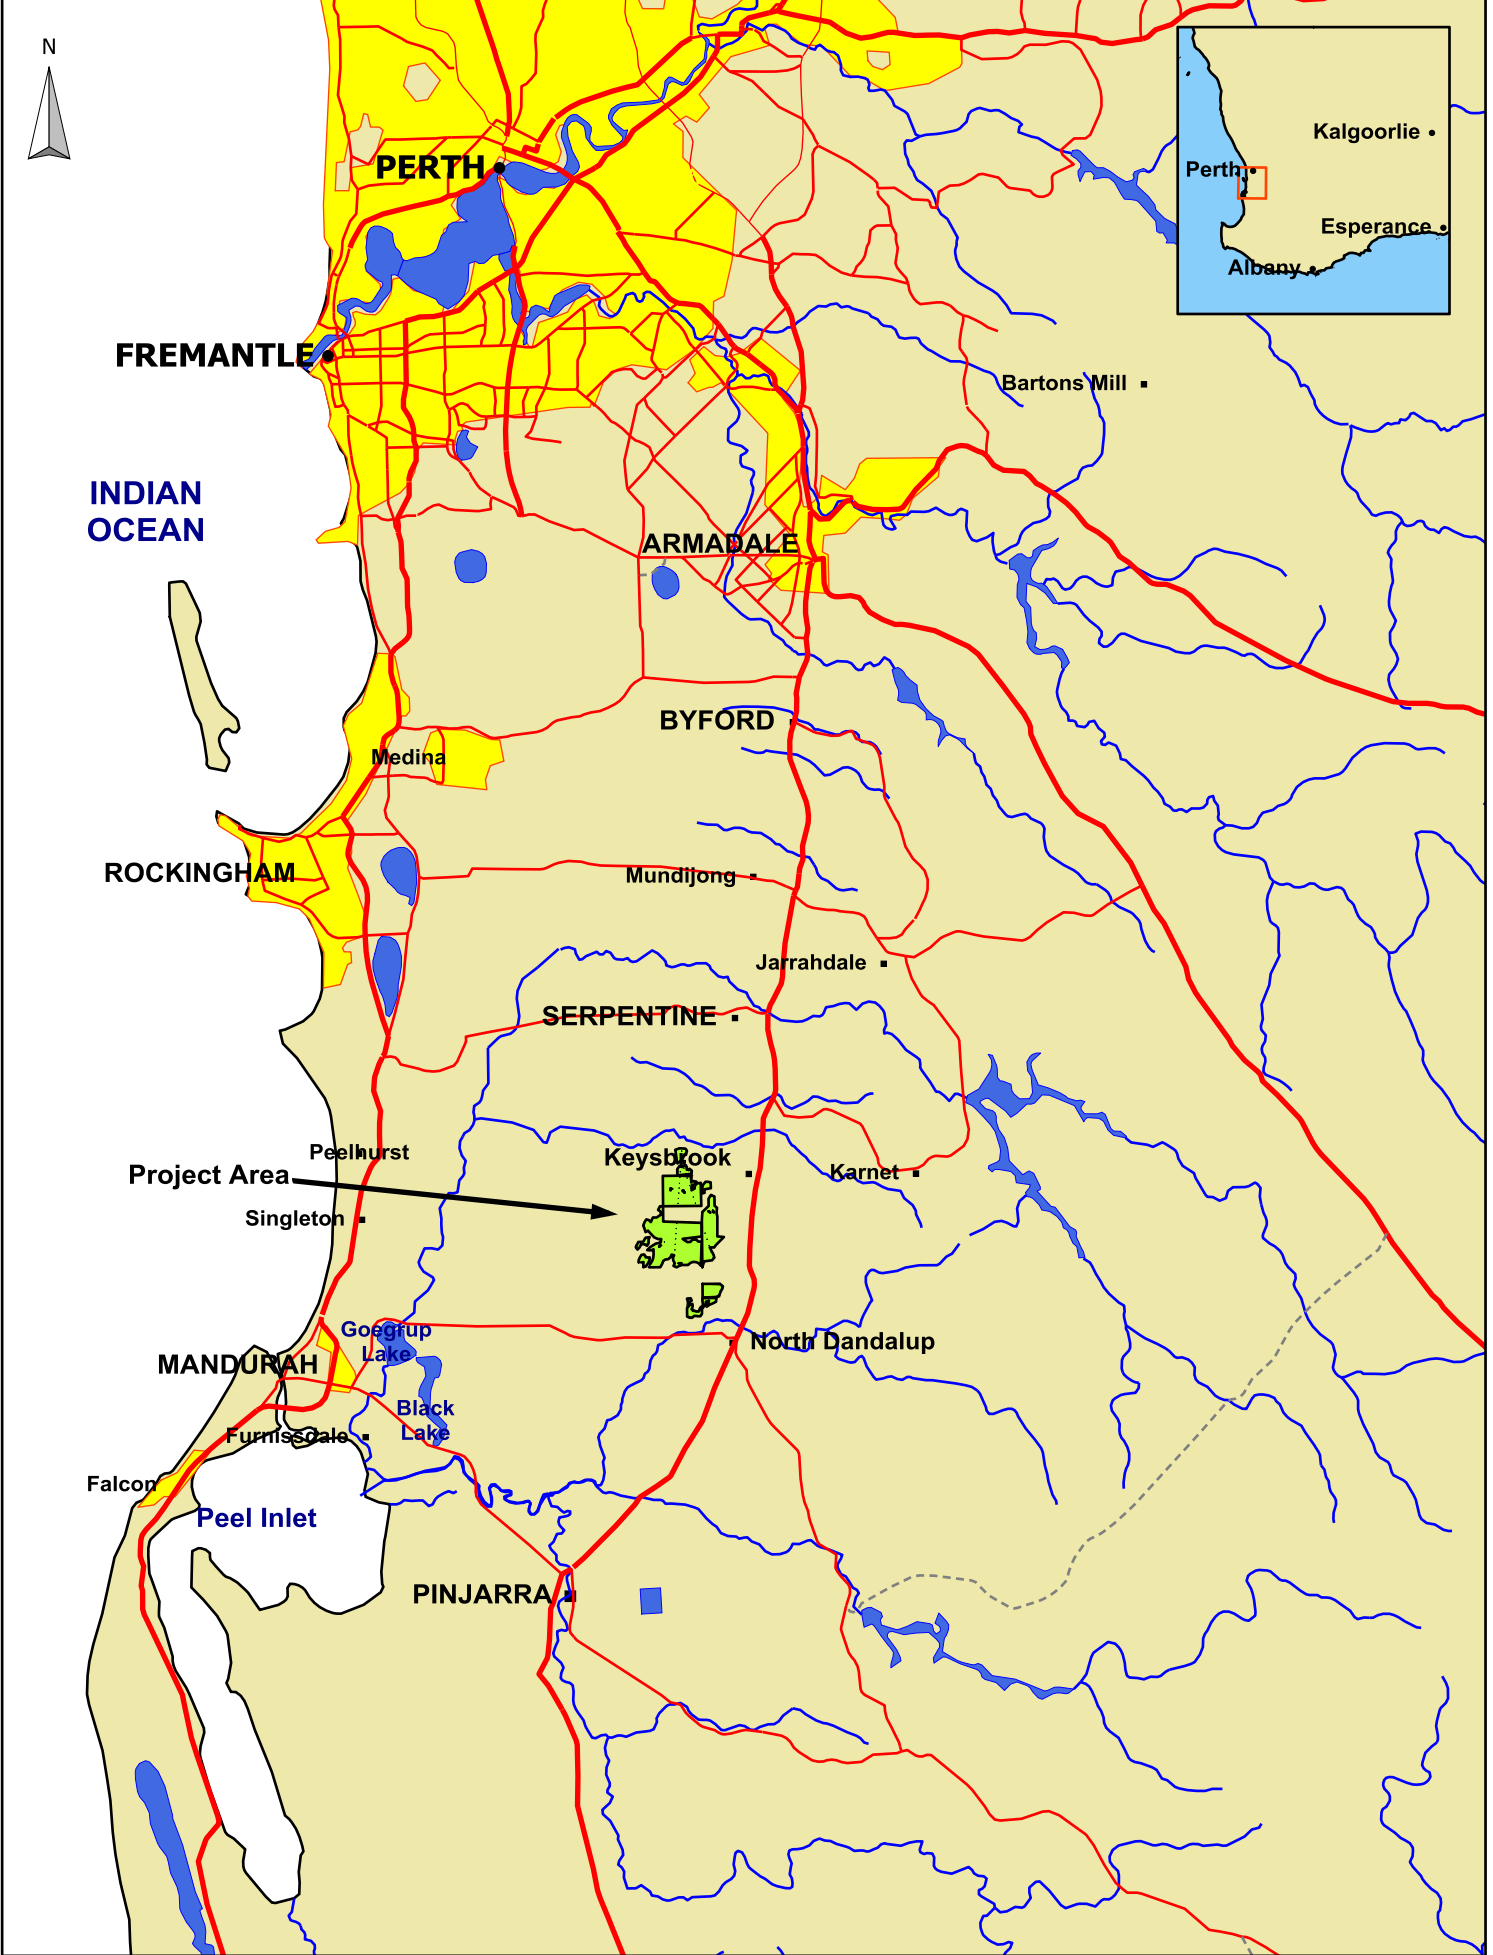 N
Kalgoorlie
Perth
Esperance
Albany
PERTH
FREMANTLE
Bartons Mill
INDIAN
OCEAN
ARMADALE
BYFORD
Medina
ROCKINGHAM
Mundijong
Jarrahdale
SERPENTINE
Peelhurst
Keysbrook
Project Area
Karnet
Singleton
Goegrup
Lake
North Dandalup
MANDURAH
Black
Lake
Furnissdale
Falcon
Peel Inlet
PINJARRA